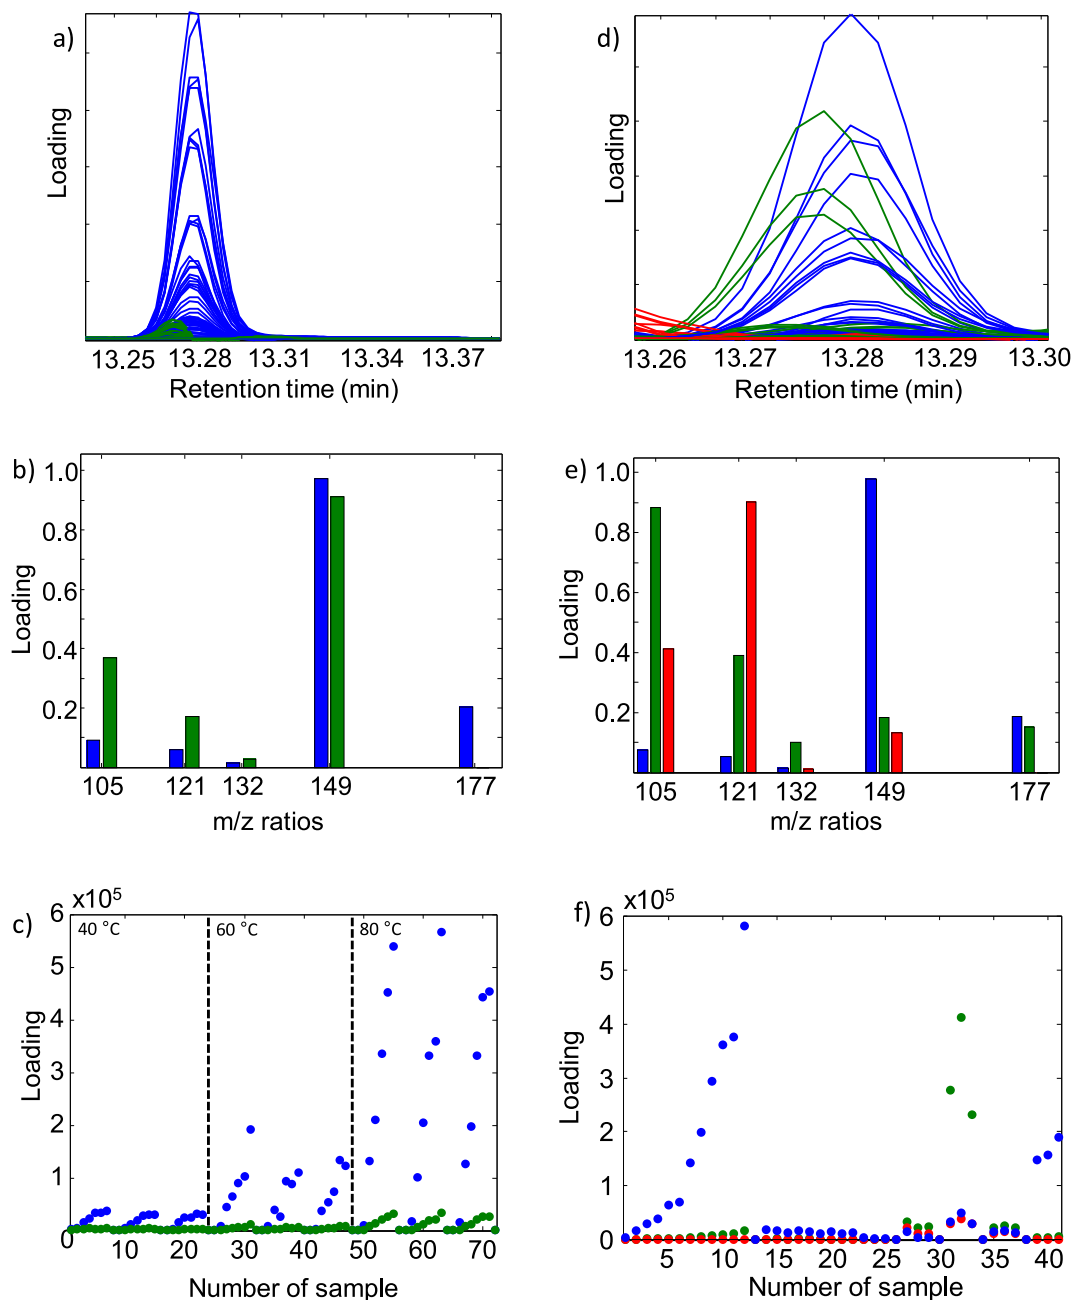 a)
Loading
13.25 13.28 13.31 13.34 13.37
Retention time (min)
d)
Loading
13.26 13.27 13.28 13.29 13.30
Retention time (min)
b)
Loading
1.0
0.8
0.6
0.4
0.2
105 121 132 149 177
m/z ratios
e)
Loading
1.0
0.8
0.6
0.4
0.2
105 121 132 149 177
m/z ratios
c)
x10⁵
Loading
6
5
4
3
2
1
0
40 °C 60 °C 80 °C
10 20 30 40 50 60 70
Number of sample
f)
x10⁵
Loading
6
5
4
3
2
1
0
5 10 15 20 25 30 35 40
Number of sample